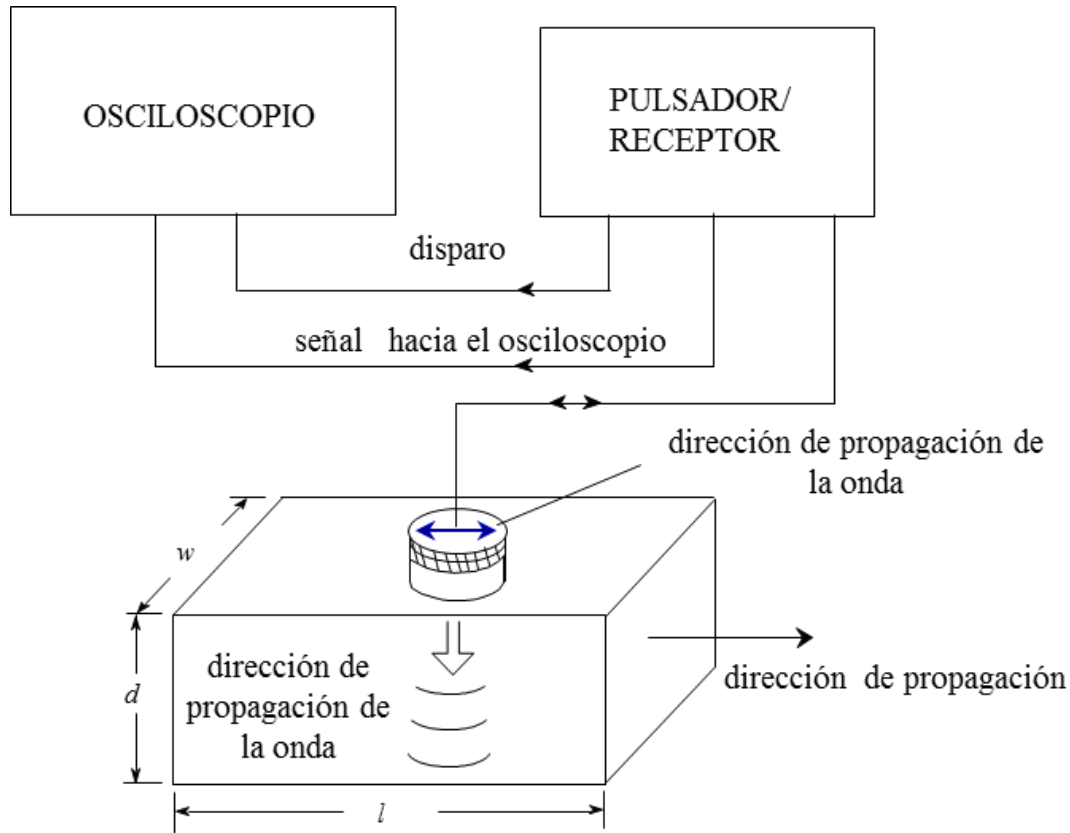 OSCILOSCOPIO
PULSADOR/
RECEPTOR
disparo
señal hacia el osciloscopio
dirección de propagación de
la onda
w
d
dirección de
propagación de
la onda
dirección de propagación
l